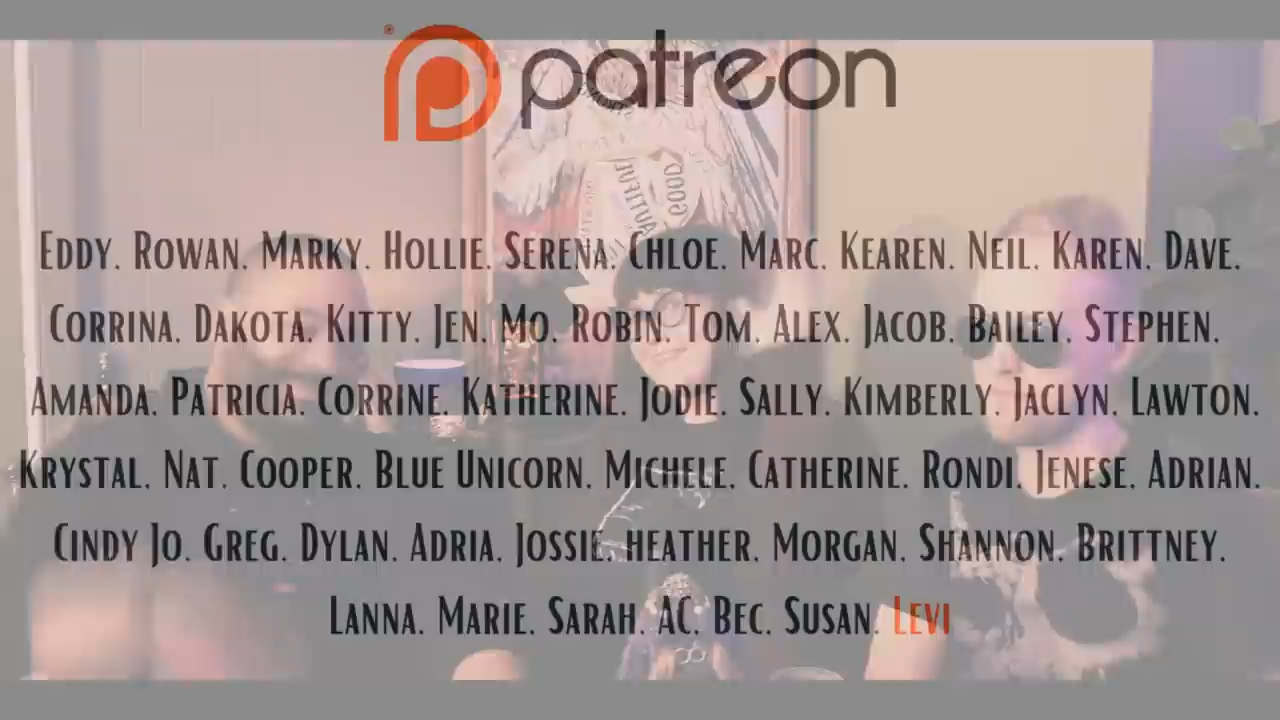 patreon
EDDY. ROWAN. MARKY. HOLLIE. SERENA. CHLOE. MARC. KEAREN. NEIL. KAREN. DAVE.
CORRINA. DAKOTA. KITTY. JEN. MO. ROBIN. TOM. ALEX. JACOB. BAILEY. STEPHEN.
AMANDA. PATRICIA. CORRINE. KATHERINE. JODIE. SALLY. KIMBERLY. JACLYN. LAWTON.
KRYSTAL. NAT. COOPER. BLUE UNICORN. MICHELE. CATHERINE. RONDI. JENESE. ADRIAN.
CINDY JO. GREG. DYLAN. ADRIA. JOSSIE. HEATHER. MORGAN. SHANNON. BRITTNEY.
LANNA. MARIE. SARAH. AC. BEC. SUSAN. LEVI
GOOD